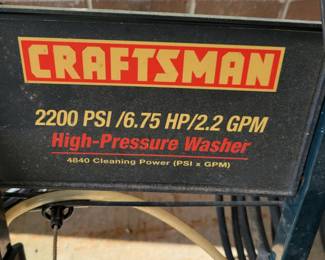 CRAFTSMAN
2200 PSI /6.75 HP/2.2 GPM
High-Pressure Washer
4840 Cleaning Power (PSI x GPM)